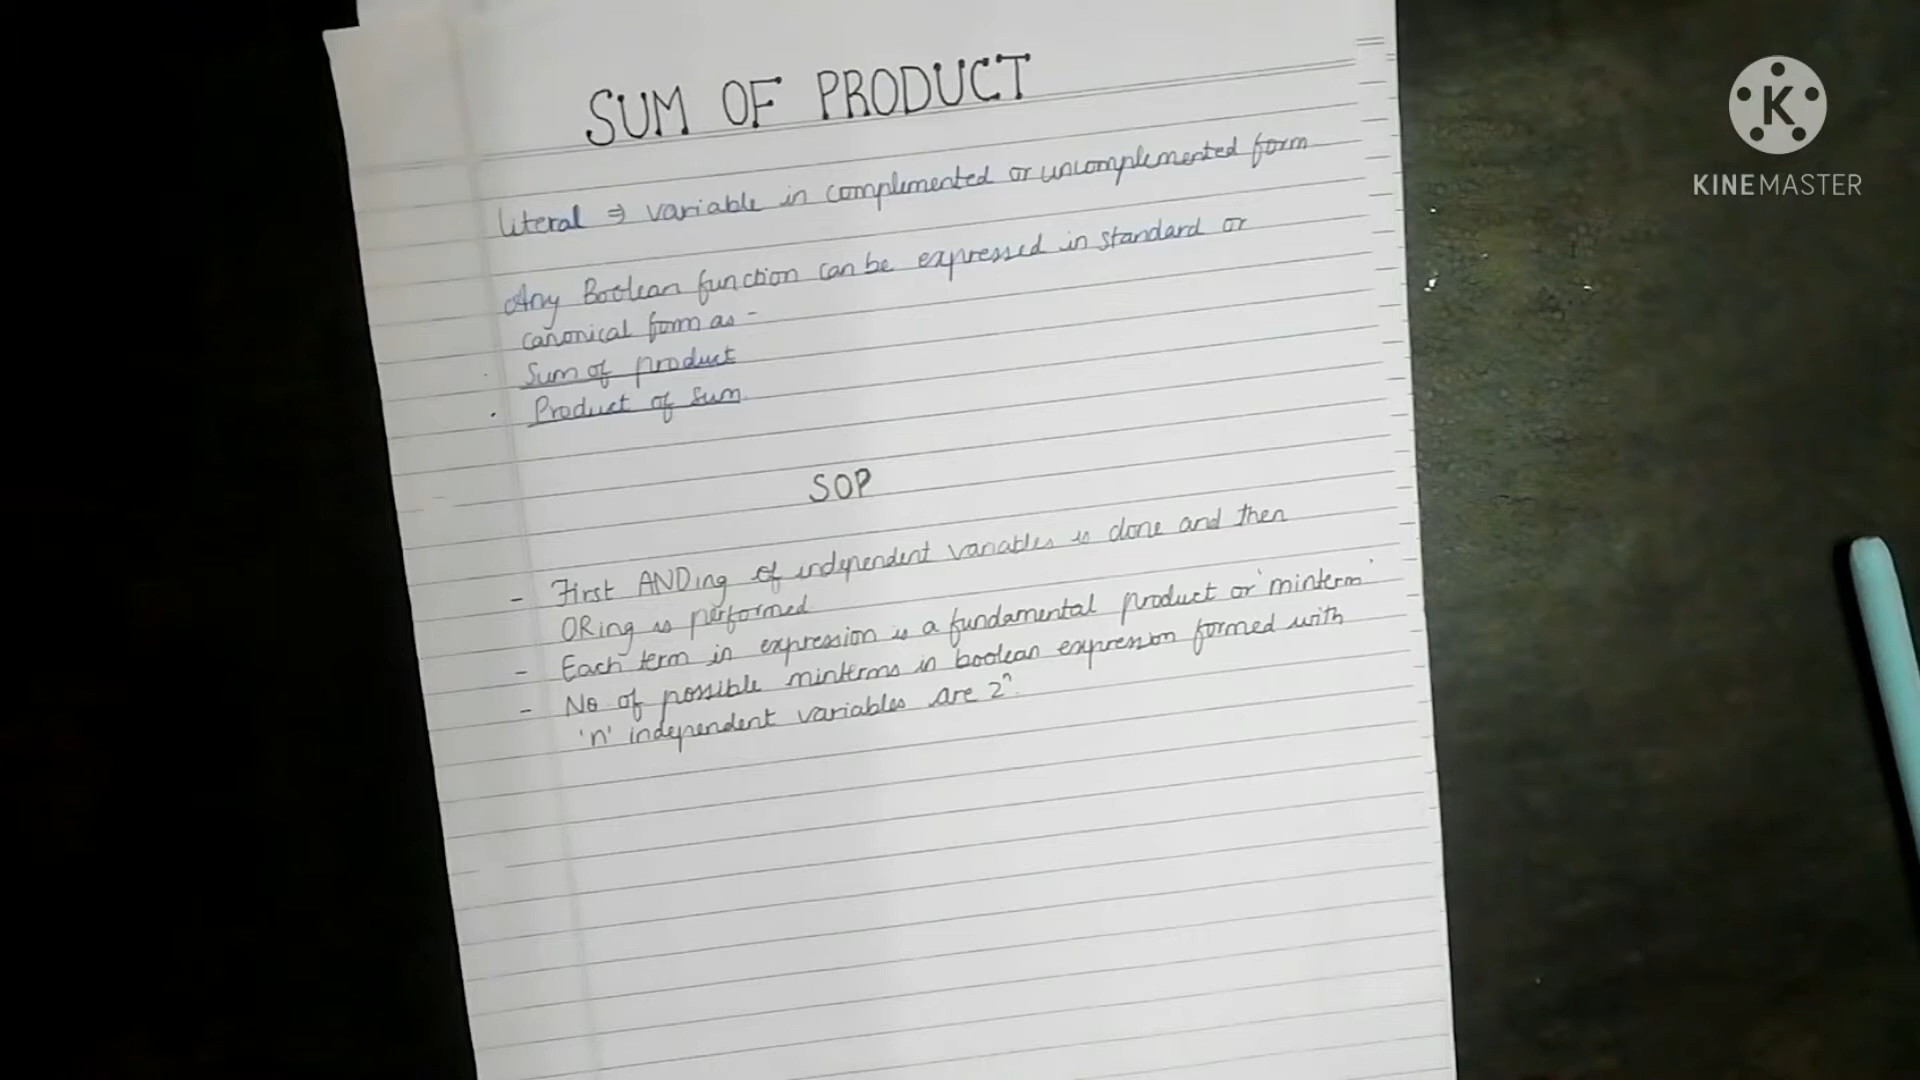 SUM OF PRODUCT
K
KINEMASTER
literal ⇒ variable in complemented or uncomplemented form
Any Boolean function can be expressed in standard or
canonical form as -
· Sum of product
· Product of sum
SOP
- First ANDing of independent variables is done and then
ORing is performed
- Each term in expression is a fundamental product or 'minterm'
- No of possible minterms in boolean expression formed with
'n' independent variables are 2ⁿ.